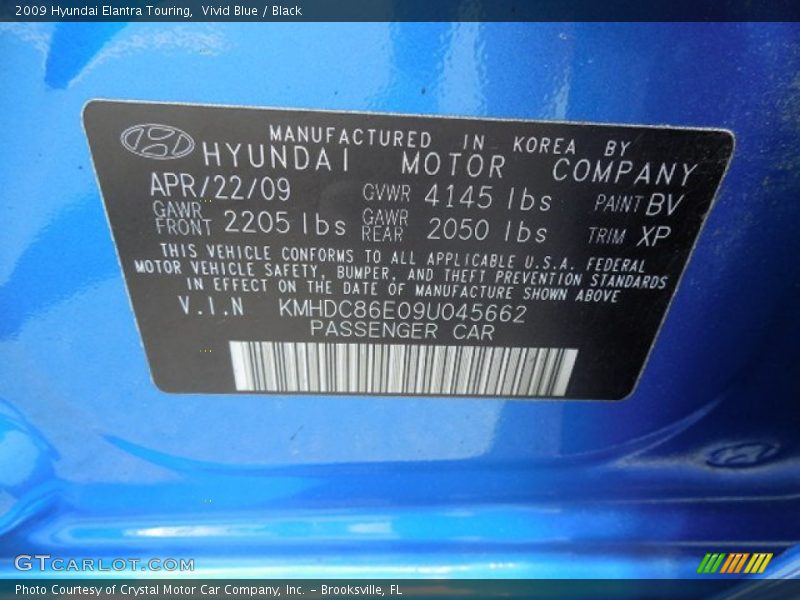 2009 Hyundai Elantra Touring, Vivid Blue / Black
MANUFACTURED IN KOREA BY
HYUNDAI MOTOR COMPANY
APR/22/09 GVWR 4145 lbs PAINT BV
GAWR FRONT 2205 lbs GAWR REAR 2050 lbs TRIM XP
THIS VEHICLE CONFORMS TO ALL APPLICABLE U.S.A. FEDERAL
MOTOR VEHICLE SAFETY, BUMPER, AND THEFT PREVENTION STANDARDS
IN EFFECT ON THE DATE OF MANUFACTURE SHOWN ABOVE
V.I.N KMHDC86E09U045662
PASSENGER CAR
GTCARLOT.COM
Photo Courtesy of Crystal Motor Car Company, Inc. – Brooksville, FL